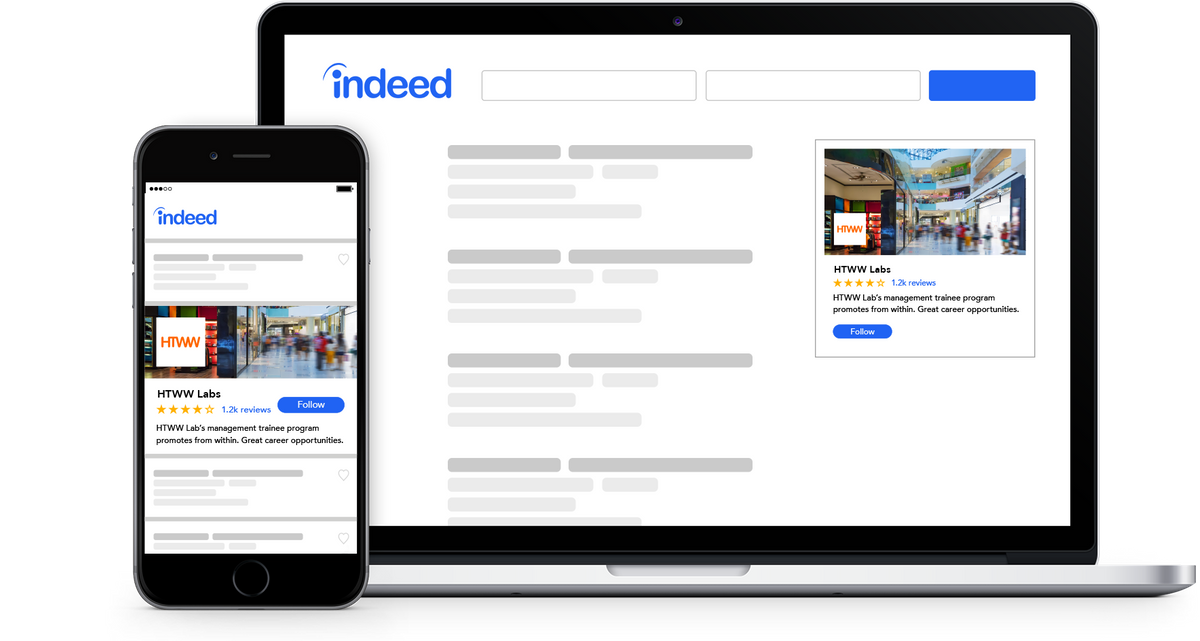 indeed
HTWW
HTWW Labs
1.2k reviews
HTWW Lab's management trainee program
promotes from within. Great career opportunities.
Follow
indeed
HTWW
HTWW Labs
1.2k reviews
Follow
HTWW Lab's management trainee program
promotes from within. Great career opportunities.